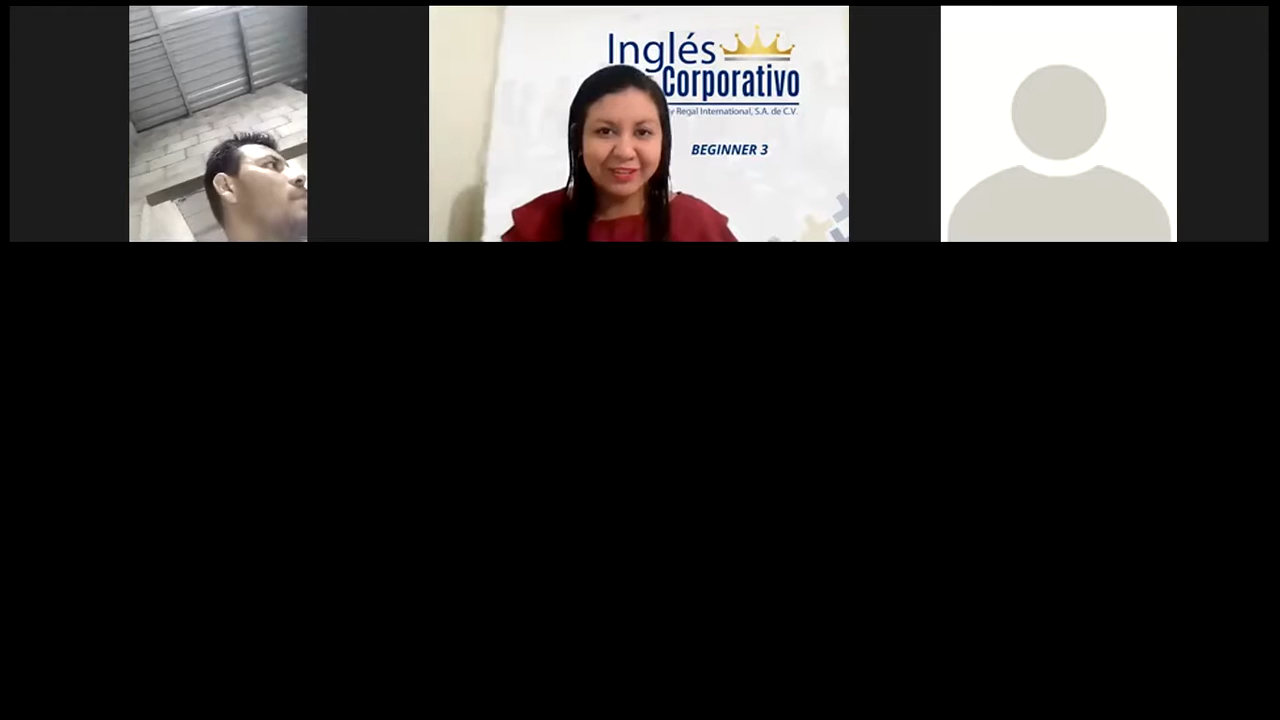 Inglés
Corporativo
Regal International, S.A. de C.V.
BEGINNER 3